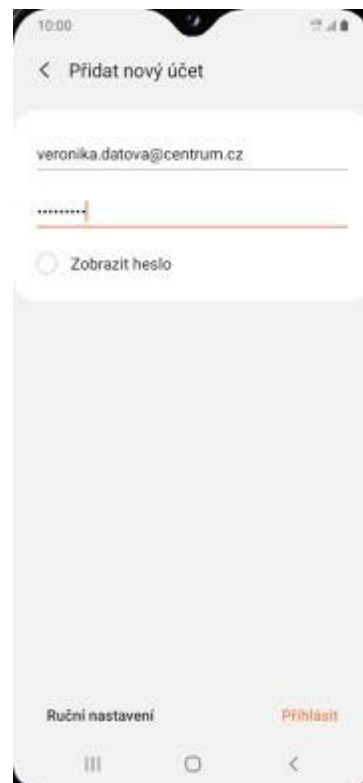 10:00
Přidat nový účet
veronika.datova@centrum.cz
•••••••••
Zobrazit heslo
Ruční nastavení
Přihlásit